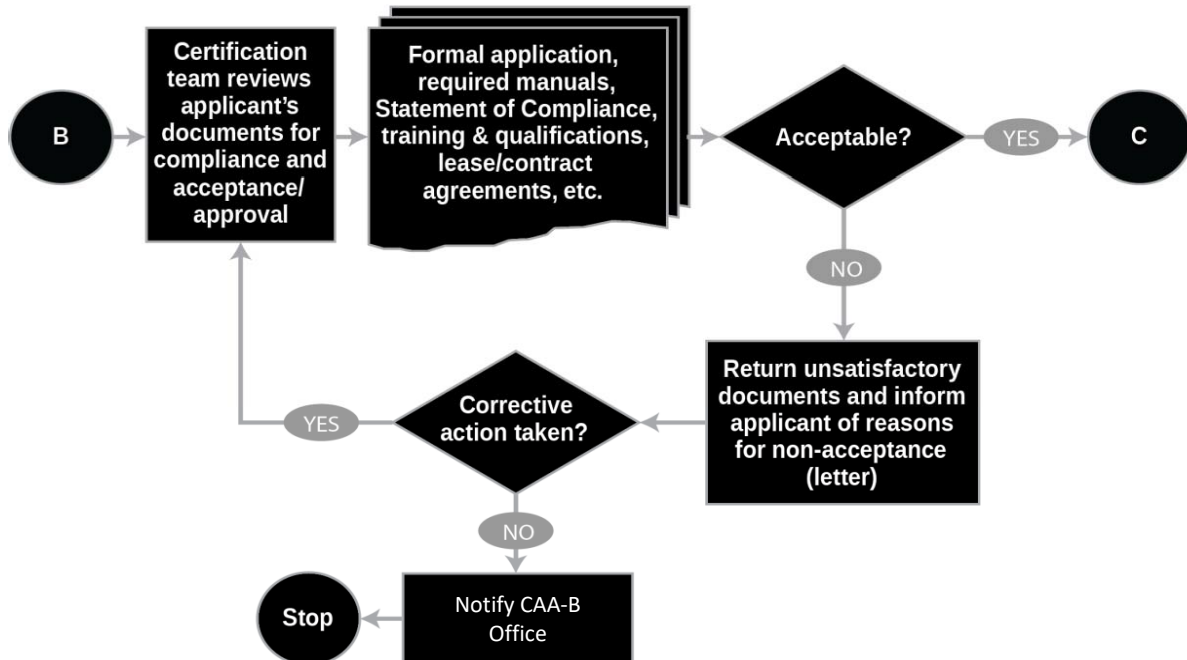 B
Certification
team reviews
applicant’s
documents for
compliance and
acceptance/
approval
Formal application,
required manuals,
Statement of Compliance,
training & qualifications,
lease/contract
agreements, etc.
Acceptable?
YES
C
NO
Return unsatisfactory
documents and inform
applicant of reasons
for non-acceptance
(letter)
Corrective
action taken?
YES
NO
Notify CAA-B
Office
Stop